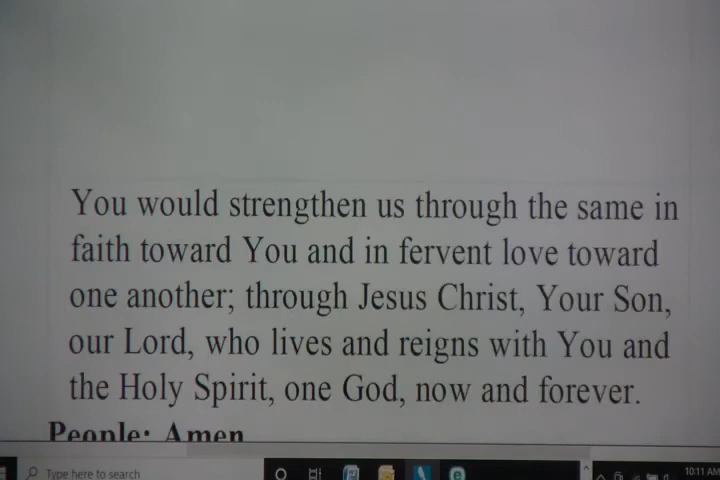 You would strengthen us through the same in
faith toward You and in fervent love toward
one another; through Jesus Christ, Your Son,
our Lord, who lives and reigns with You and
the Holy Spirit, one God, now and forever.
People: Amen
Type here to search
10:11 AM